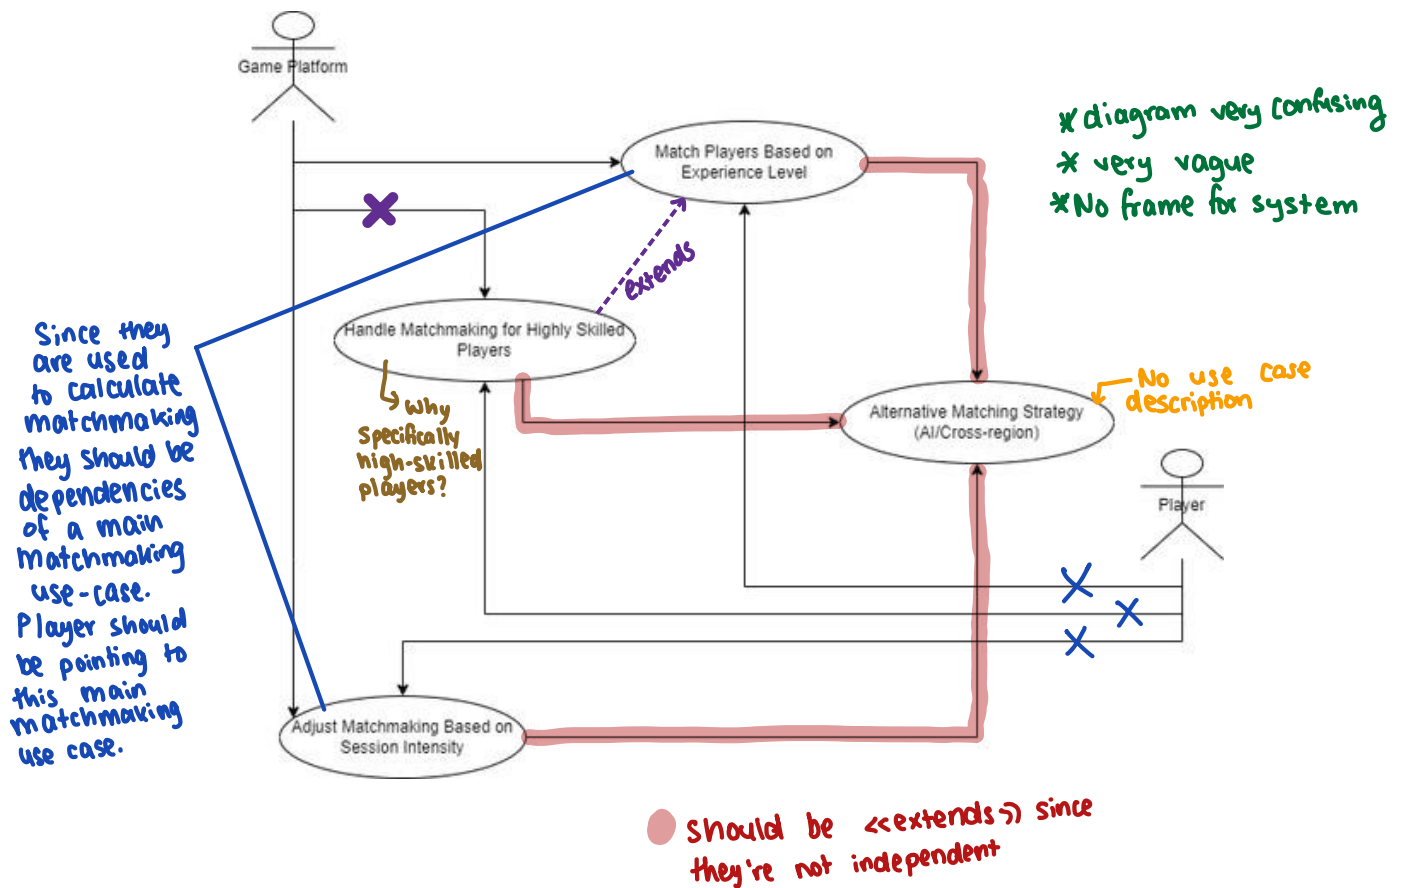 Game Platform
Match Players Based on
Experience Level
* diagram very confusing
* very vague
* No frame for system
extends
Handle Matchmaking for Highly Skilled
Players
why
specifically
high-skilled
players?
Since they
are used
to calculate
matchmaking
they should be
dependencies
of a main
matchmaking
use-case.
Player should
be pointing to
this main
matchmaking
use case.
No use case
description
Alternative Matching Strategy
(AI/Cross-region)
Player
Adjust Matchmaking Based on
Session Intensity
Should be <<extends>> since
they're not independent